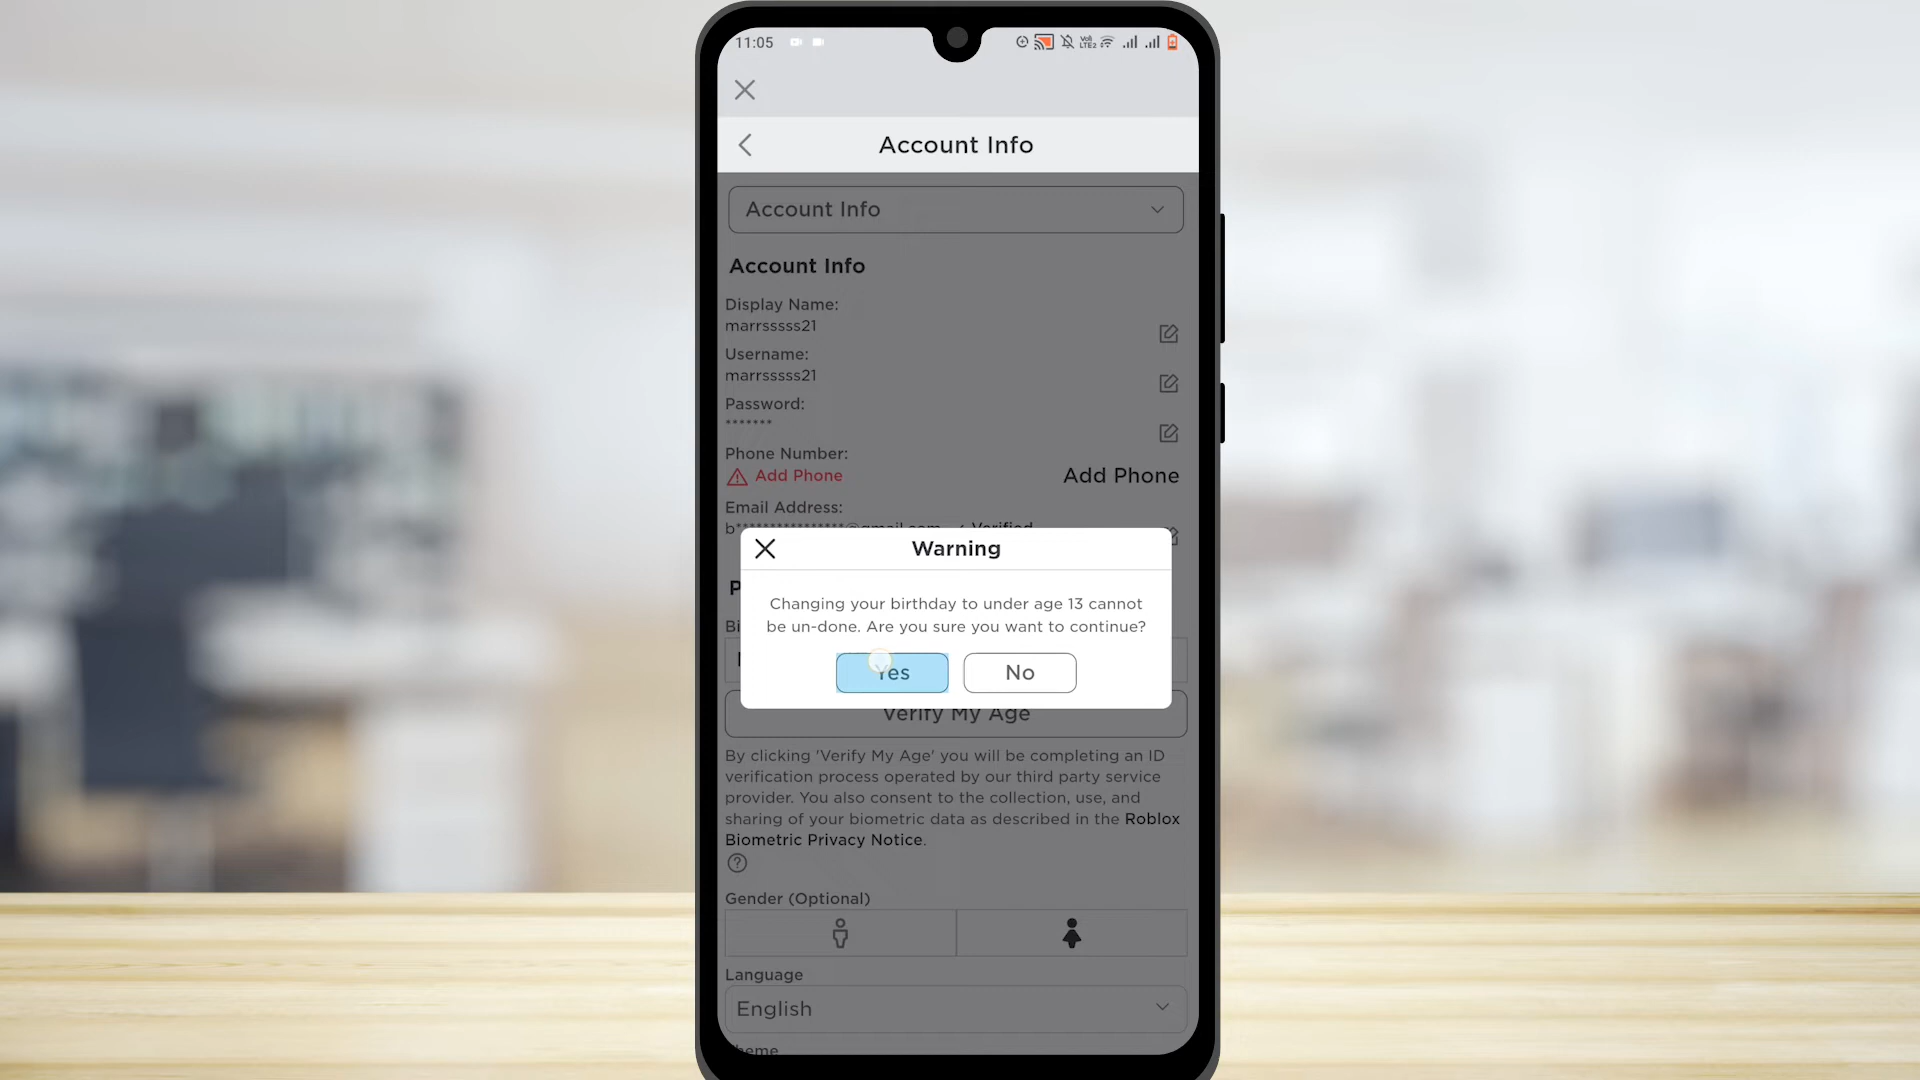 11:05
Account Info
Account Info
Account Info
Display Name:
marrsssss21
Username:
marrsssss21
Password:
*******
Phone Number:
Add Phone
Add Phone
Email Address:
Verified
Warning
Changing your birthday to under age 13 cannot
be un-done. Are you sure you want to continue?
Yes
No
Verify My Age
By clicking 'Verify My Age' you will be completing an ID
verification process operated by our third party service
provider. You also consent to the collection, use, and
sharing of your biometric data as described in the Roblox
Biometric Privacy Notice.
Gender (Optional)
Language
English